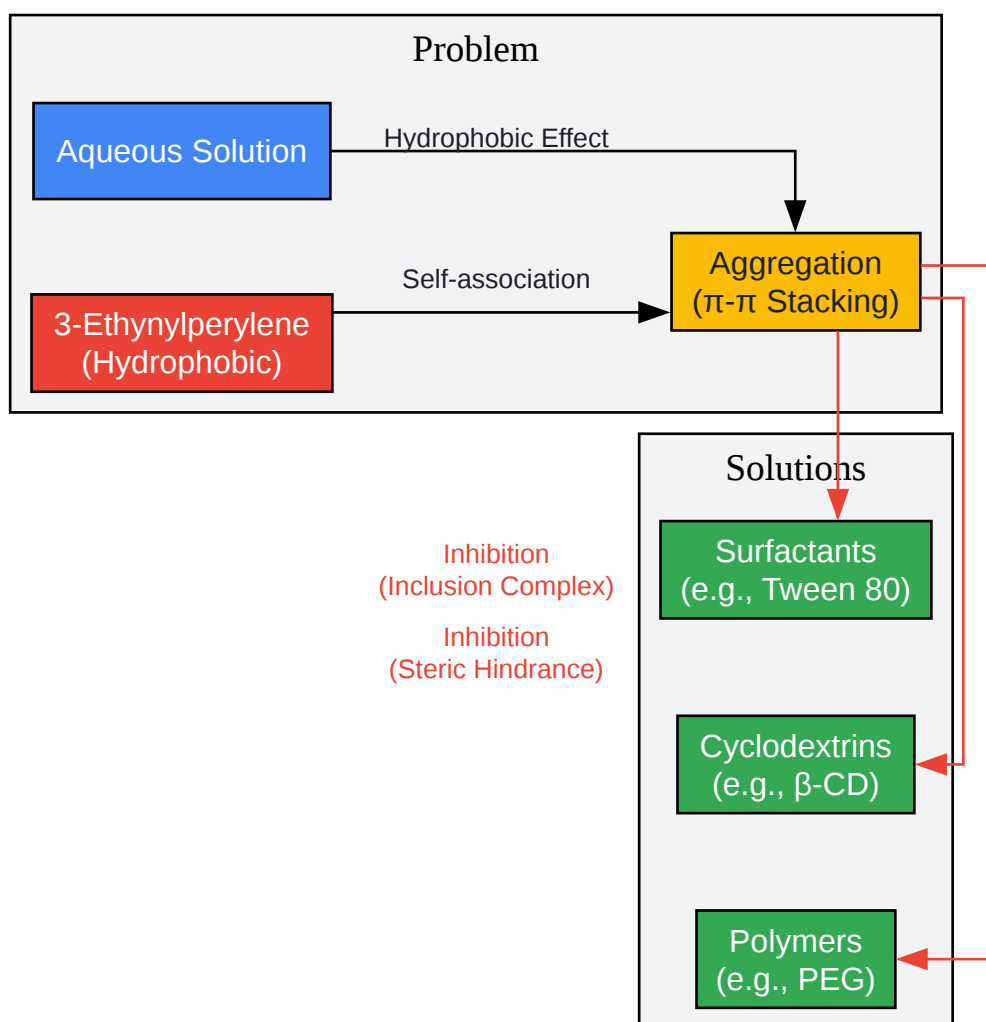 Problem
Aqueous Solution
Hydrophobic Effect
Aggregation
(π-π Stacking)
Self-association
3-Ethynylperylene
(Hydrophobic)
Solutions
Surfactants
(e.g., Tween 80)
Inhibition
(Inclusion Complex)
Inhibition
(Steric Hindrance)
Cyclodextrins
(e.g., β-CD)
Polymers
(e.g., PEG)